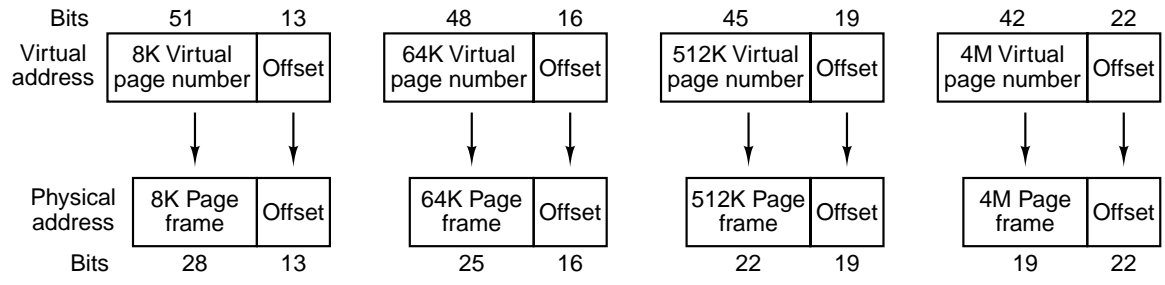 Bits 51 13 48 16 45 19 42 22
Virtual address
8K Virtual page number
Offset
64K Virtual page number
Offset
512K Virtual page number
Offset
4M Virtual page number
Offset
Physical address
8K Page frame
Offset
64K Page frame
Offset
512K Page frame
Offset
4M Page frame
Offset
Bits 28 13 25 16 22 19 19 22